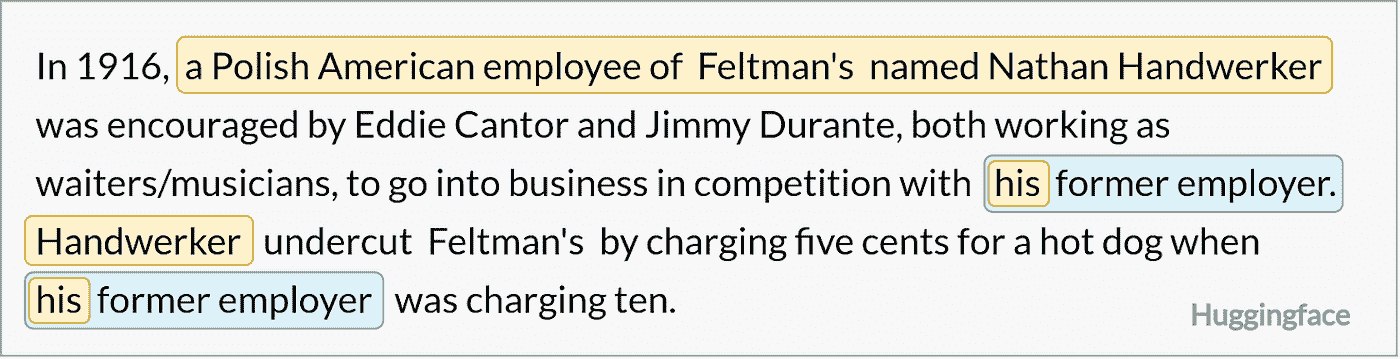 In 1916, a Polish American employee of Feltman's named Nathan Handwerker
was encouraged by Eddie Cantor and Jimmy Durante, both working as
waiters/musicians, to go into business in competition with his former employer.
Handwerker undercut Feltman's by charging five cents for a hot dog when
his former employer was charging ten.
Huggingface